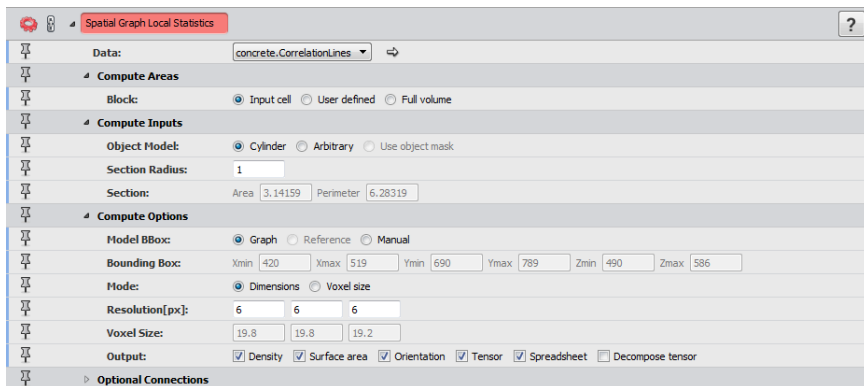 Spatial Graph Local Statistics ?
Data: concrete.CorrelationLines
Compute Areas
Block: Input cell User defined Full volume
Compute Inputs
Object Model: Cylinder Arbitrary Use object mask
Section Radius: 1
Section: Area 3.14159 Perimeter 6.28319
Compute Options
Model BBox: Graph Reference Manual
Bounding Box: Xmin 420 Xmax 519 Ymin 690 Ymax 789 Zmin 490 Zmax 586
Mode: Dimensions Voxel size
Resolution[px]: 6 6 6
Voxel Size: 19.8 19.8 19.2
Output: Density Surface area Orientation Tensor Spreadsheet Decompose tensor
Optional Connections